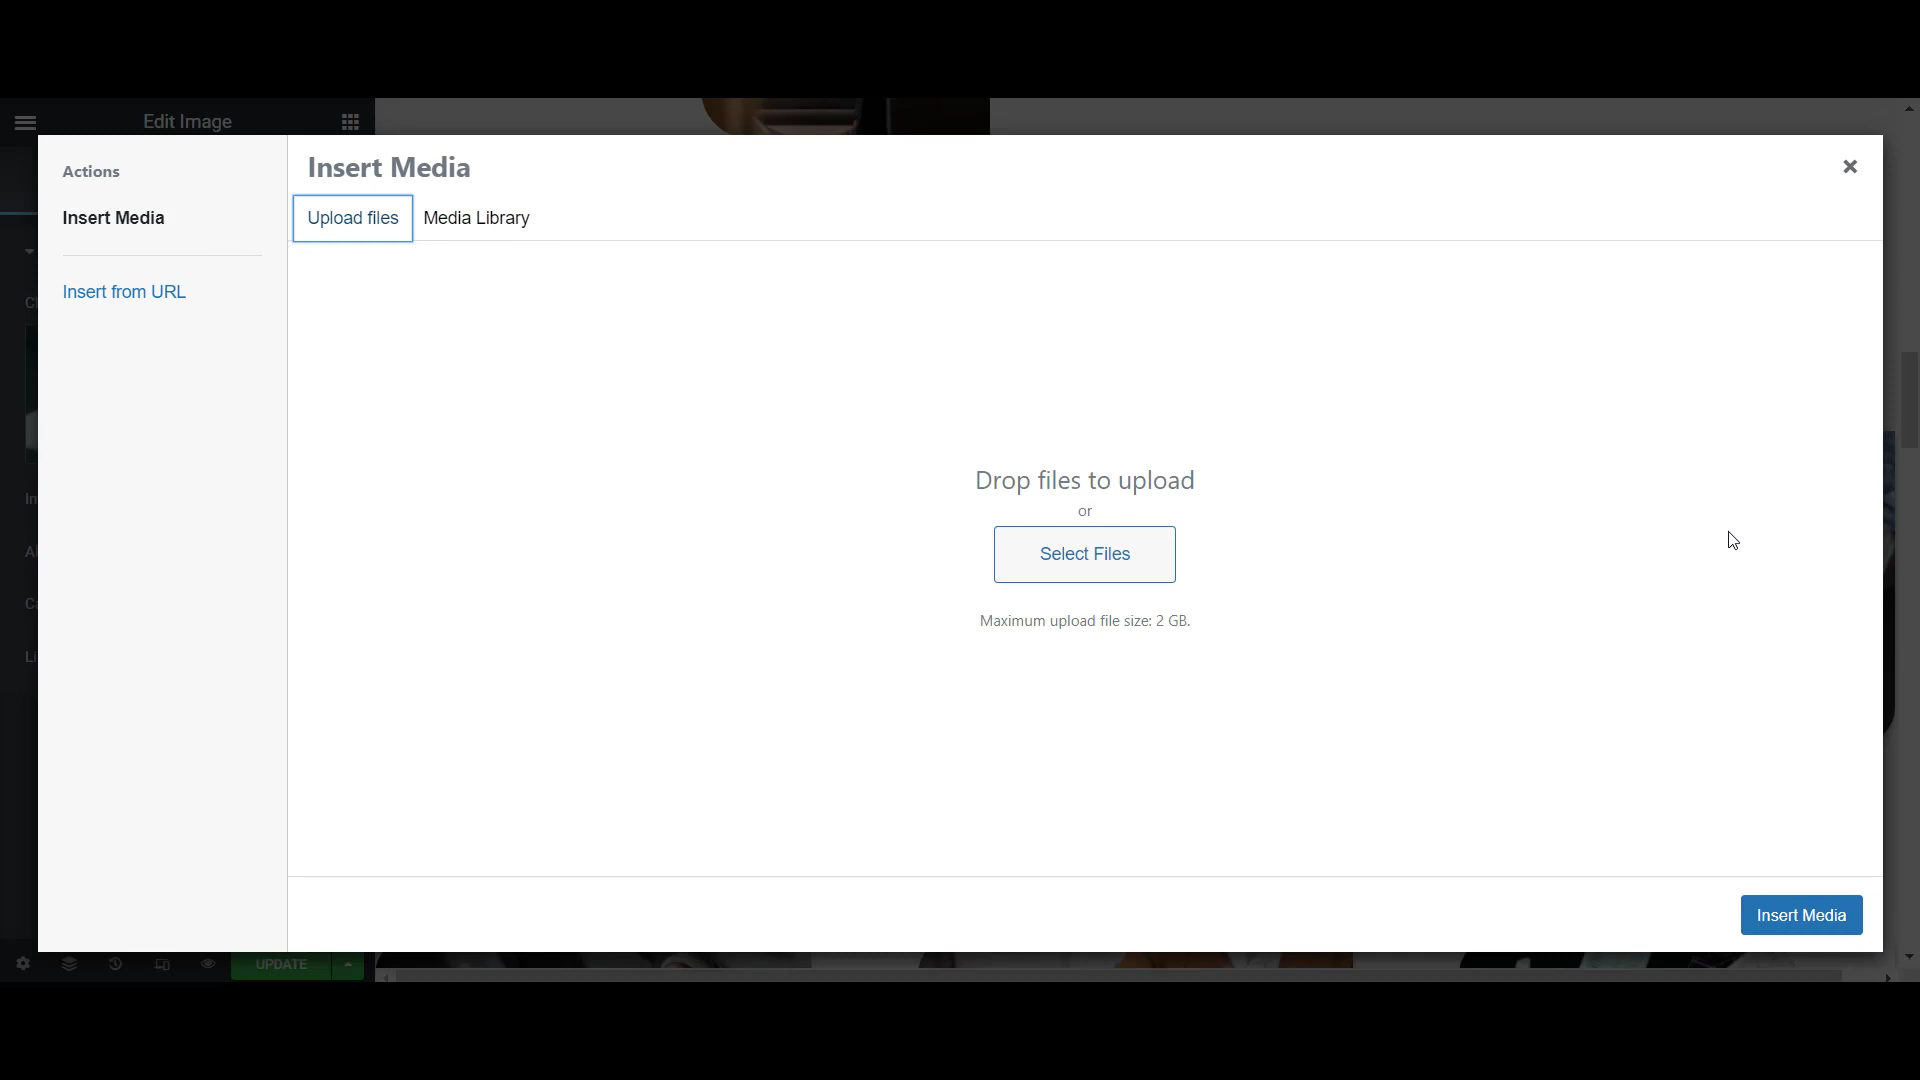 Edit Image
Actions
Insert Media
Insert from URL
Insert Media
Upload files
Media Library
Drop files to upload
or
Select Files
Maximum upload file size: 2 GB.
Insert Media
UPDATE